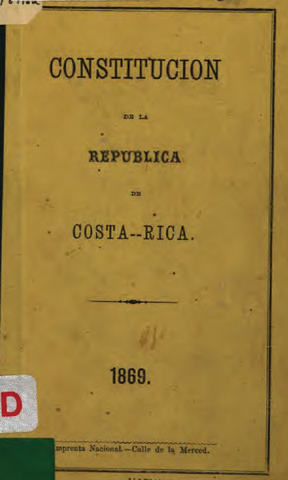 CONSTITUCION
DE LA
REPUBLICA
DE
COSTA--RICA.
1869.
D
Imprenta Nacional.—Calle de la Merced.